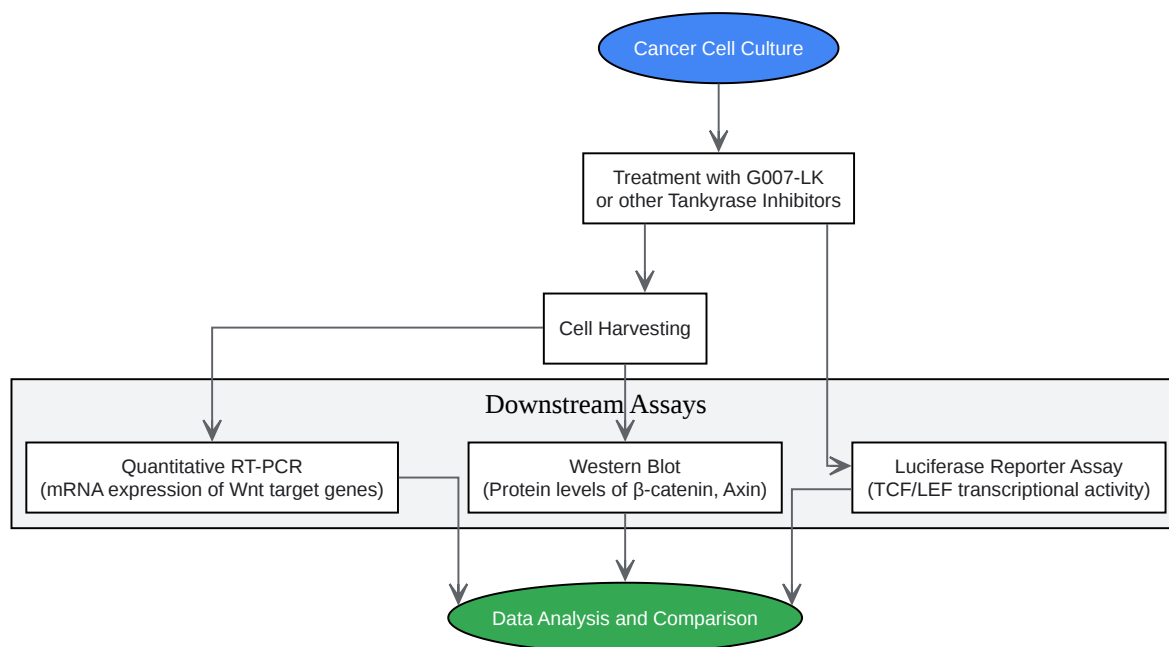 Cancer Cell Culture
Treatment with G007-LK
or other Tankyrase Inhibitors
Cell Harvesting
Downstream Assays
Quantitative RT-PCR
(mRNA expression of Wnt target genes)
Western Blot
(Protein levels of β-catenin, Axin)
Luciferase Reporter Assay
(TCF/LEF transcriptional activity)
Data Analysis and Comparison